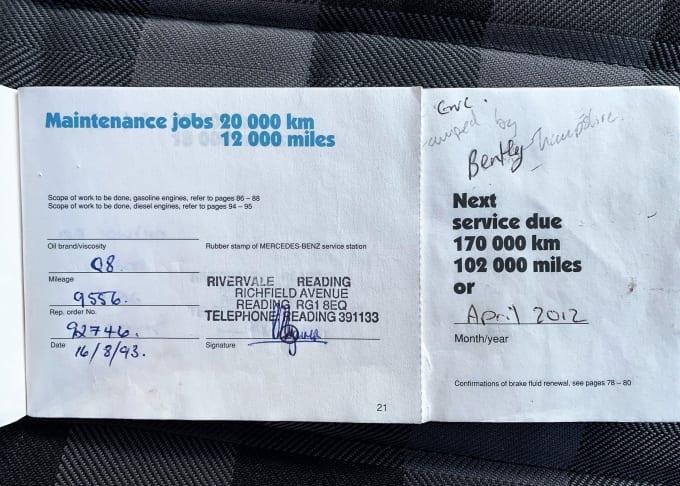 Maintenance jobs 20 000 km
12 000 miles
Scope of work to be done, gasoline engines, refer to pages 86 – 88
Scope of work to be done, diesel engines, refer to pages 94 – 95
Oil brand/viscosity
Q8.
Mileage
9556.
Rep. order No.
92746.
Date
16/8/93.
Rubber stamp of MERCEDES-BENZ service station
RIVERVALE READING
RICHFIELD AVENUE
READING RG1 8EQ
TELEPHONE READING 391133
Signature
21
by
Bently Hampshire.
Next
service due
170 000 km
102 000 miles
or
April 2012
Month/year
Confirmations of brake fluid renewal, see pages 78 – 80